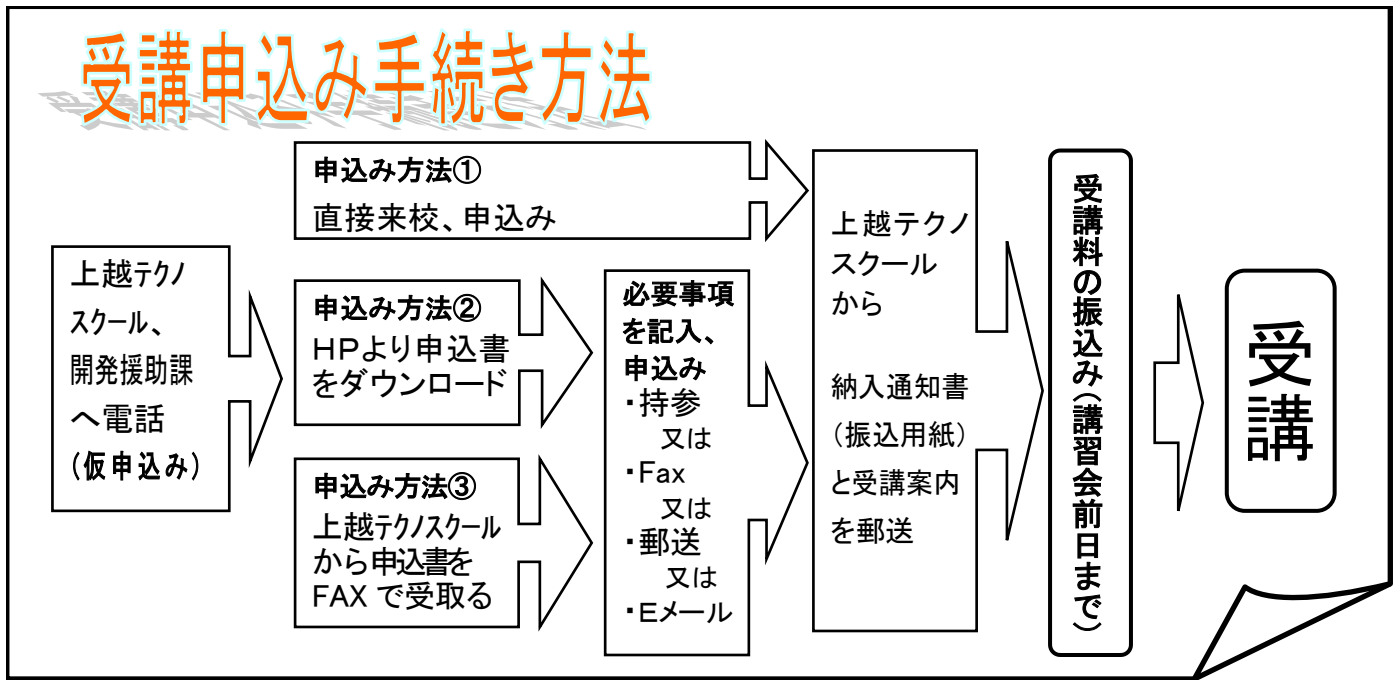 受講申込み手続き方法
上越テクノ
スクール、
開発援助課
へ電話
(仮申込み)
申込み方法①
直接来校、申込み
申込み方法②
HPより申込書
をダウンロード
申込み方法③
上越テクノスクール
から申込書を
FAXで受取る
必要事項
を記入、
申込み
・持参
又は
・Fax
又は
・郵送
又は
・Eメール
上越テクノ
スクール
から
納入通知書
(振込用紙)
と受講案内
を郵送
受講料の振込み(講習会前日まで)
受講